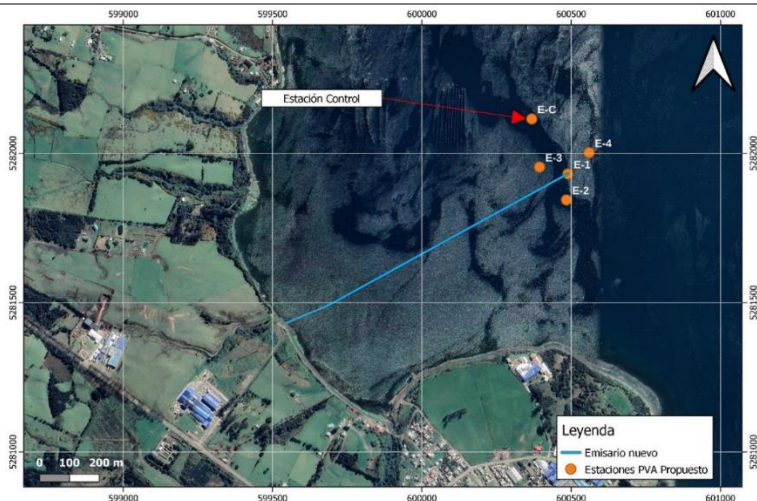 599000 599500 600000 600500 601000
Estación Control
E-C
E-4
5282000
5282000
E-3
E-1
E-2
5281500
5281500
Leyenda
Emisario nuevo
Estaciones PVA Propuesto
5281000
5281000
0 100 200 m
599000 599500 600000 600500 601000